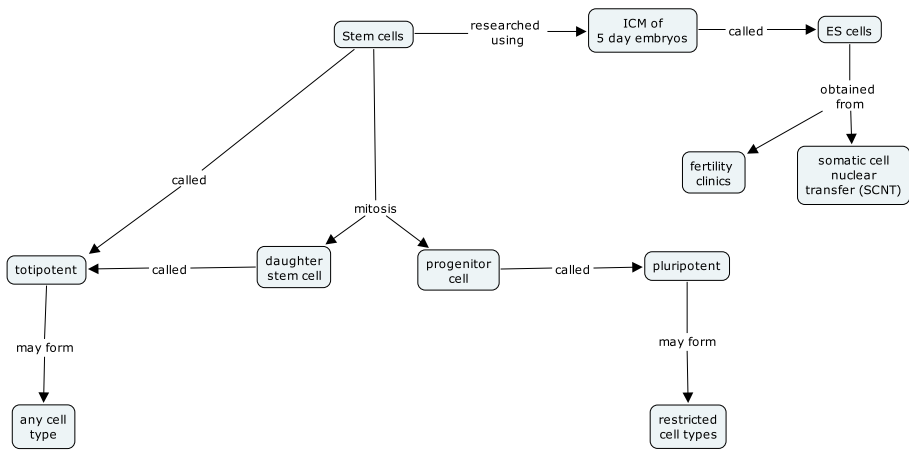 Stem cells
researched
using
ICM of
5 day embryos
called
ES cells
obtained
from
fertility
clinics
somatic cell
nuclear
transfer (SCNT)
called
mitosis
totipotent
called
daughter
stem cell
progenitor
cell
called
pluripotent
may form
may form
any cell
type
restricted
cell types